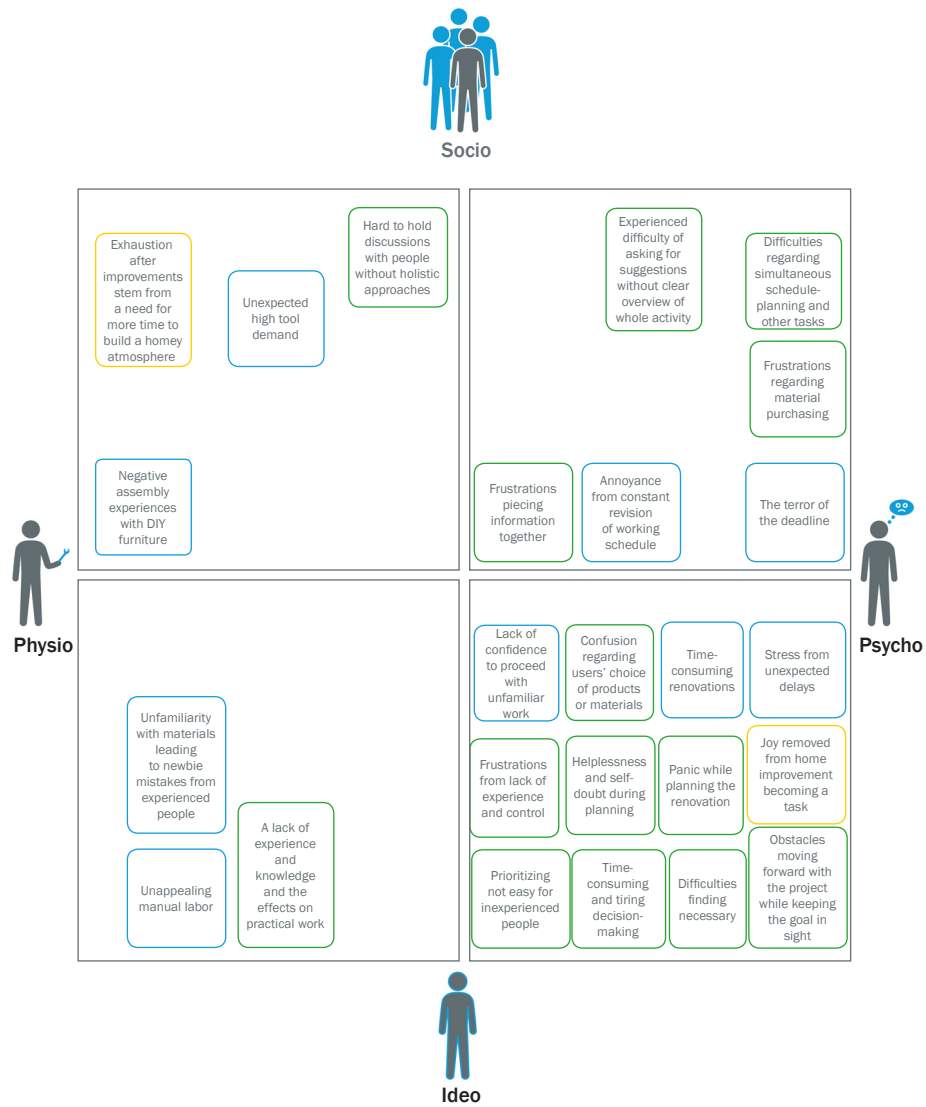 Socio
Exhaustion
after
improvements
stem from
a need for
more time to
build a homey
atmosphere
Unexpected
high tool
demand
Hard to hold
discussions
with people
without holistic
approaches
Negative
assembly
experiences
with DIY
furniture
Experienced
difficulty of
asking for
suggestions
without clear
overview of
whole activity
Difficulties
regarding
simultaneous
schedule-
planning and
other tasks
Frustrations
regarding
material
purchasing
Frustrations
piecing
information
together
Annoyance
from constant
revision
of working
schedule
The terror of
the deadline
Physio
Psycho
Unfamiliarity
with materials
leading
to newbie
mistakes from
experienced
people
Unappealing
manual labor
A lack of
experience
and
knowledge
and the
effects on
practical work
Lack of
confidence
to proceed
with
unfamiliar
work
Confusion
regarding
users’ choice
of products
or materials
Time-
consuming
renovations
Stress from
unexpected
delays
Frustrations
from lack of
experience
and control
Helplessness
and self-
doubt during
planning
Panic while
planning the
renovation
Joy removed
from home
improvement
becoming a
task
Prioritizing
not easy for
inexperienced
people
Time-
consuming
and tiring
decision-
making
Difficulties
finding
necessary
Obstacles
moving
forward with
the project
while keeping
the goal in
sight
Ideo